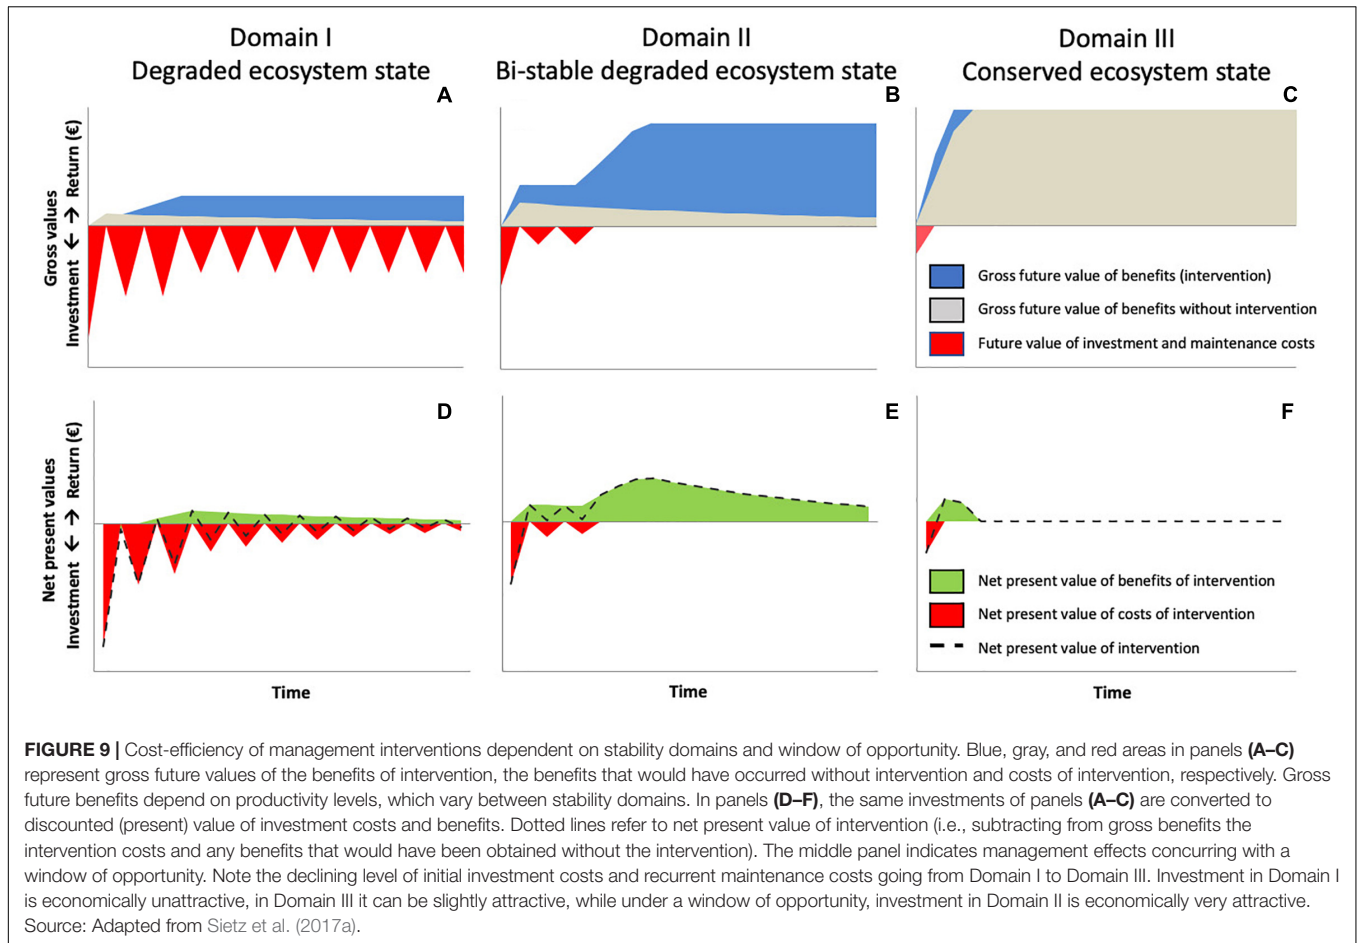 Domain I
Degraded ecosystem state
Domain II
Bi-stable degraded ecosystem state
Domain III
Conserved ecosystem state
A
B
C
Gross values
Investment ← → Return (€)
Gross future value of benefits (intervention)
Gross future value of benefits without intervention
Future value of investment and maintenance costs
D
E
F
Net present values
Investment ← → Return (€)
Net present value of benefits of intervention
Net present value of costs of intervention
Net present value of intervention
Time
Time
Time
FIGURE 9 | Cost-efficiency of management interventions dependent on stability domains and window of opportunity. Blue, gray, and red areas in panels (A–C)
represent gross future values of the benefits of intervention, the benefits that would have occurred without intervention and costs of intervention, respectively. Gross
future benefits depend on productivity levels, which vary between stability domains. In panels (D–F), the same investments of panels (A–C) are converted to
discounted (present) value of investment costs and benefits. Dotted lines refer to net present value of intervention (i.e., subtracting from gross benefits the
intervention costs and any benefits that would have been obtained without the intervention). The middle panel indicates management effects concurring with a
window of opportunity. Note the declining level of initial investment costs and recurrent maintenance costs going from Domain I to Domain III. Investment in Domain I
is economically unattractive, in Domain III it can be slightly attractive, while under a window of opportunity, investment in Domain II is economically very attractive.
Source: Adapted from Sietz et al. (2017a).